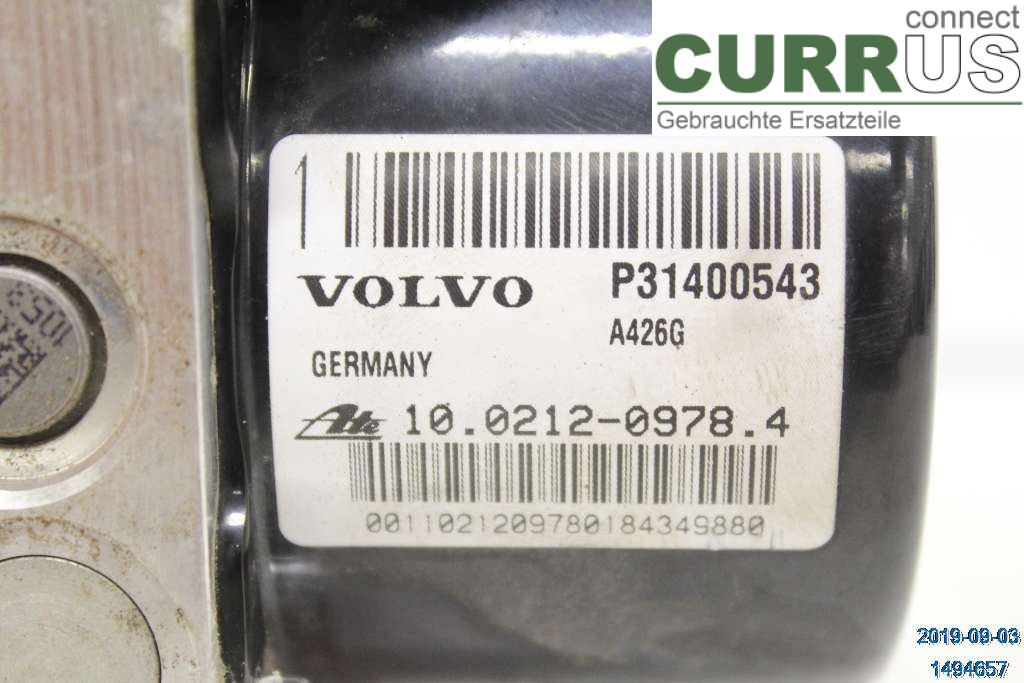 connect
CURRUS
Gebrauchte Ersatzteile
1
VOLVO P31400543
A426G
GERMANY
Ate 10.0212-0978.4
00110212097801843498​80
2019-09-03
1494657